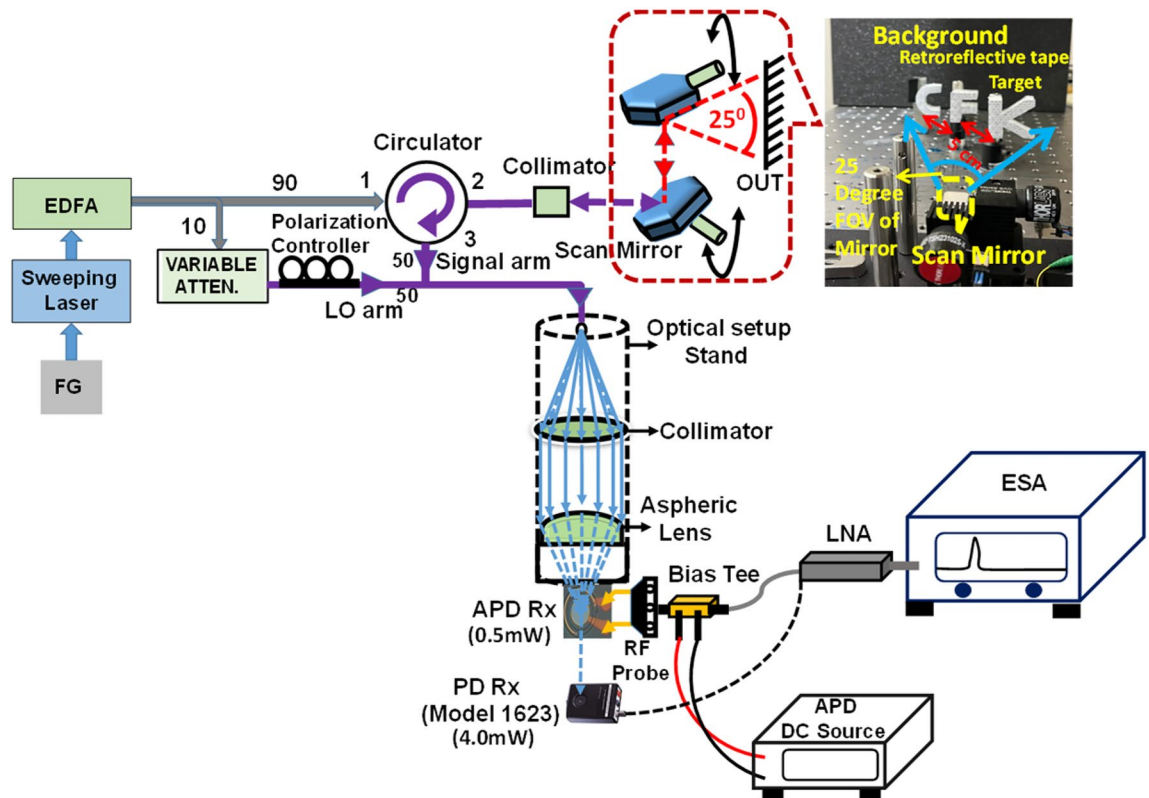 EDFA
Sweeping
Laser
FG
90
10
VARIABLE
ATTEN.
Polarization
Controller
LO arm
Circulator
1
2
3
50
50
Signal arm
Collimator
Scan Mirror
25⁰
OUT
Background
Retroreflective tape
Target
C F K
5 cm
25
Degree
FOV of
Mirror
Scan Mirror
Optical setup
Stand
Collimator
Aspheric
Lens
APD Rx
(0.5mW)
RF
Probe
Bias Tee
LNA
ESA
PD Rx
(Model 1623)
(4.0mW)
APD
DC Source